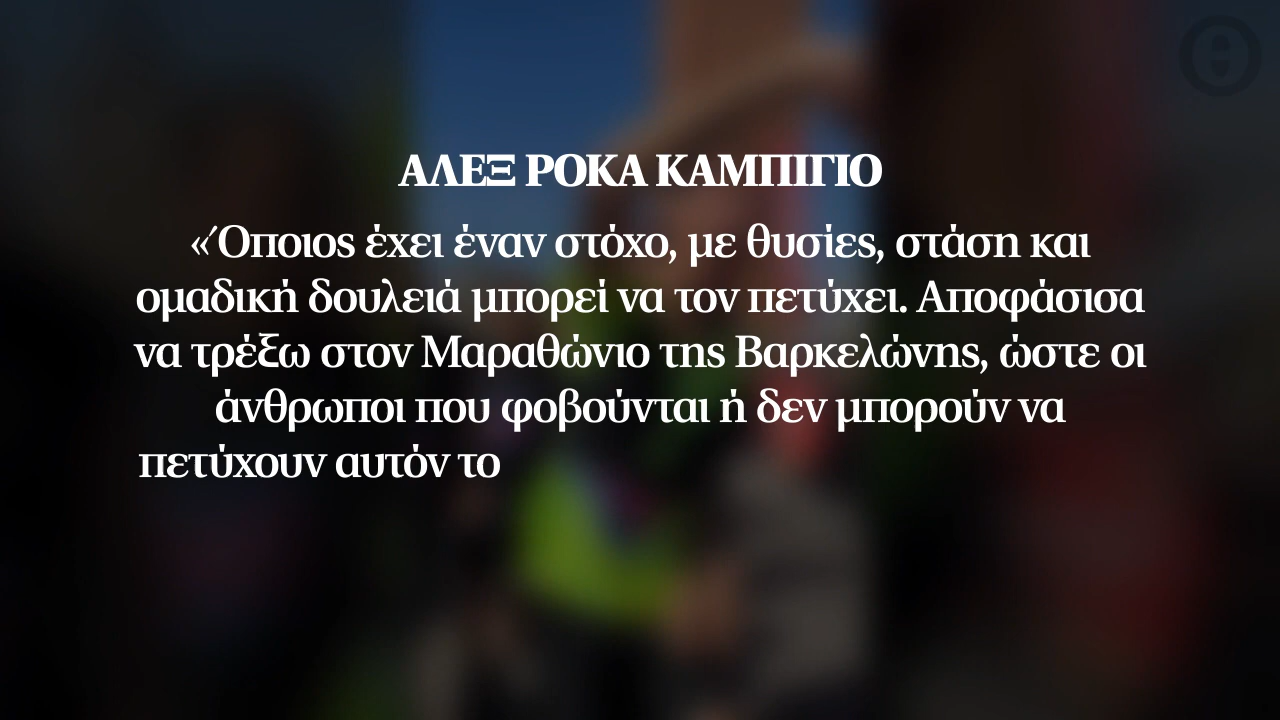 ΑΛΕΞ ΡΟΚΑ ΚΑΜΠΙΓΙΟ
«Όποιος έχει έναν στόχο, με θυσίες, στάση και
ομαδική δουλειά μπορεί να τον πετύχει. Αποφάσισα
να τρέξω στον Μαραθώνιο της Βαρκελώνης, ώστε οι
άνθρωποι που φοβούνται ή δεν μπορούν να
πετύχουν αυτόν το